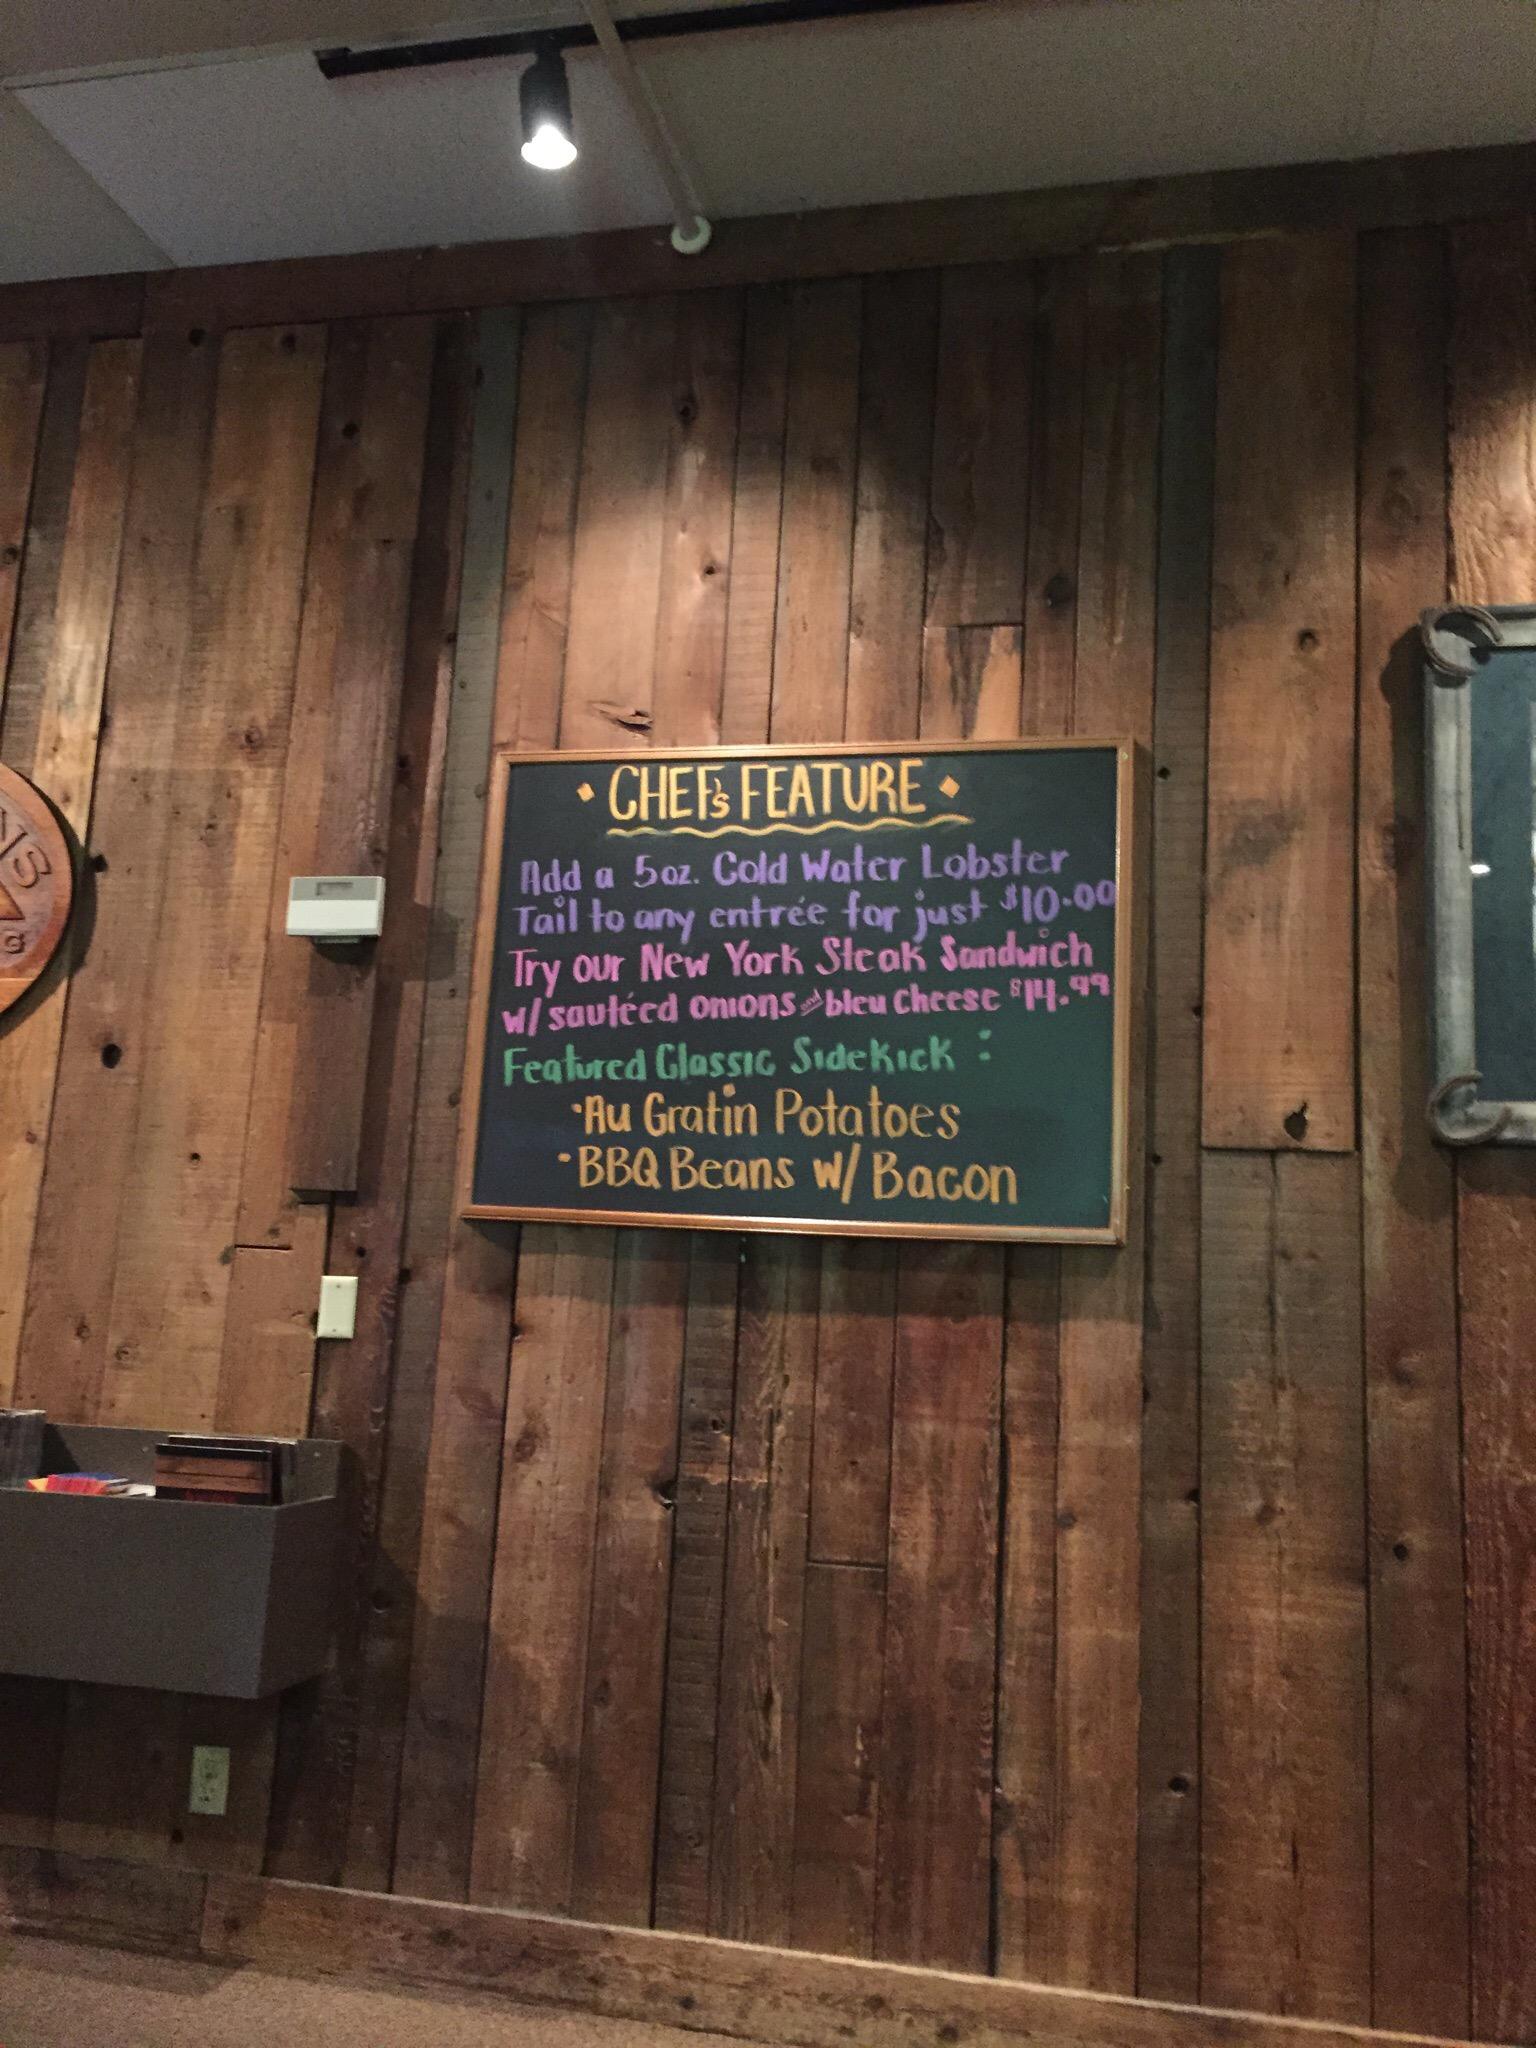 • CHEF's FEATURE •
Add a 5oz. Cold Water Lobster
Tail to any entrée for just $10.00
Try our New York Steak Sandwich
w/ sautéed onions and bleu cheese $14.99
Featured Classic Sidekick :
•Au Gratin Potatoes
•BBQ Beans w/ Bacon